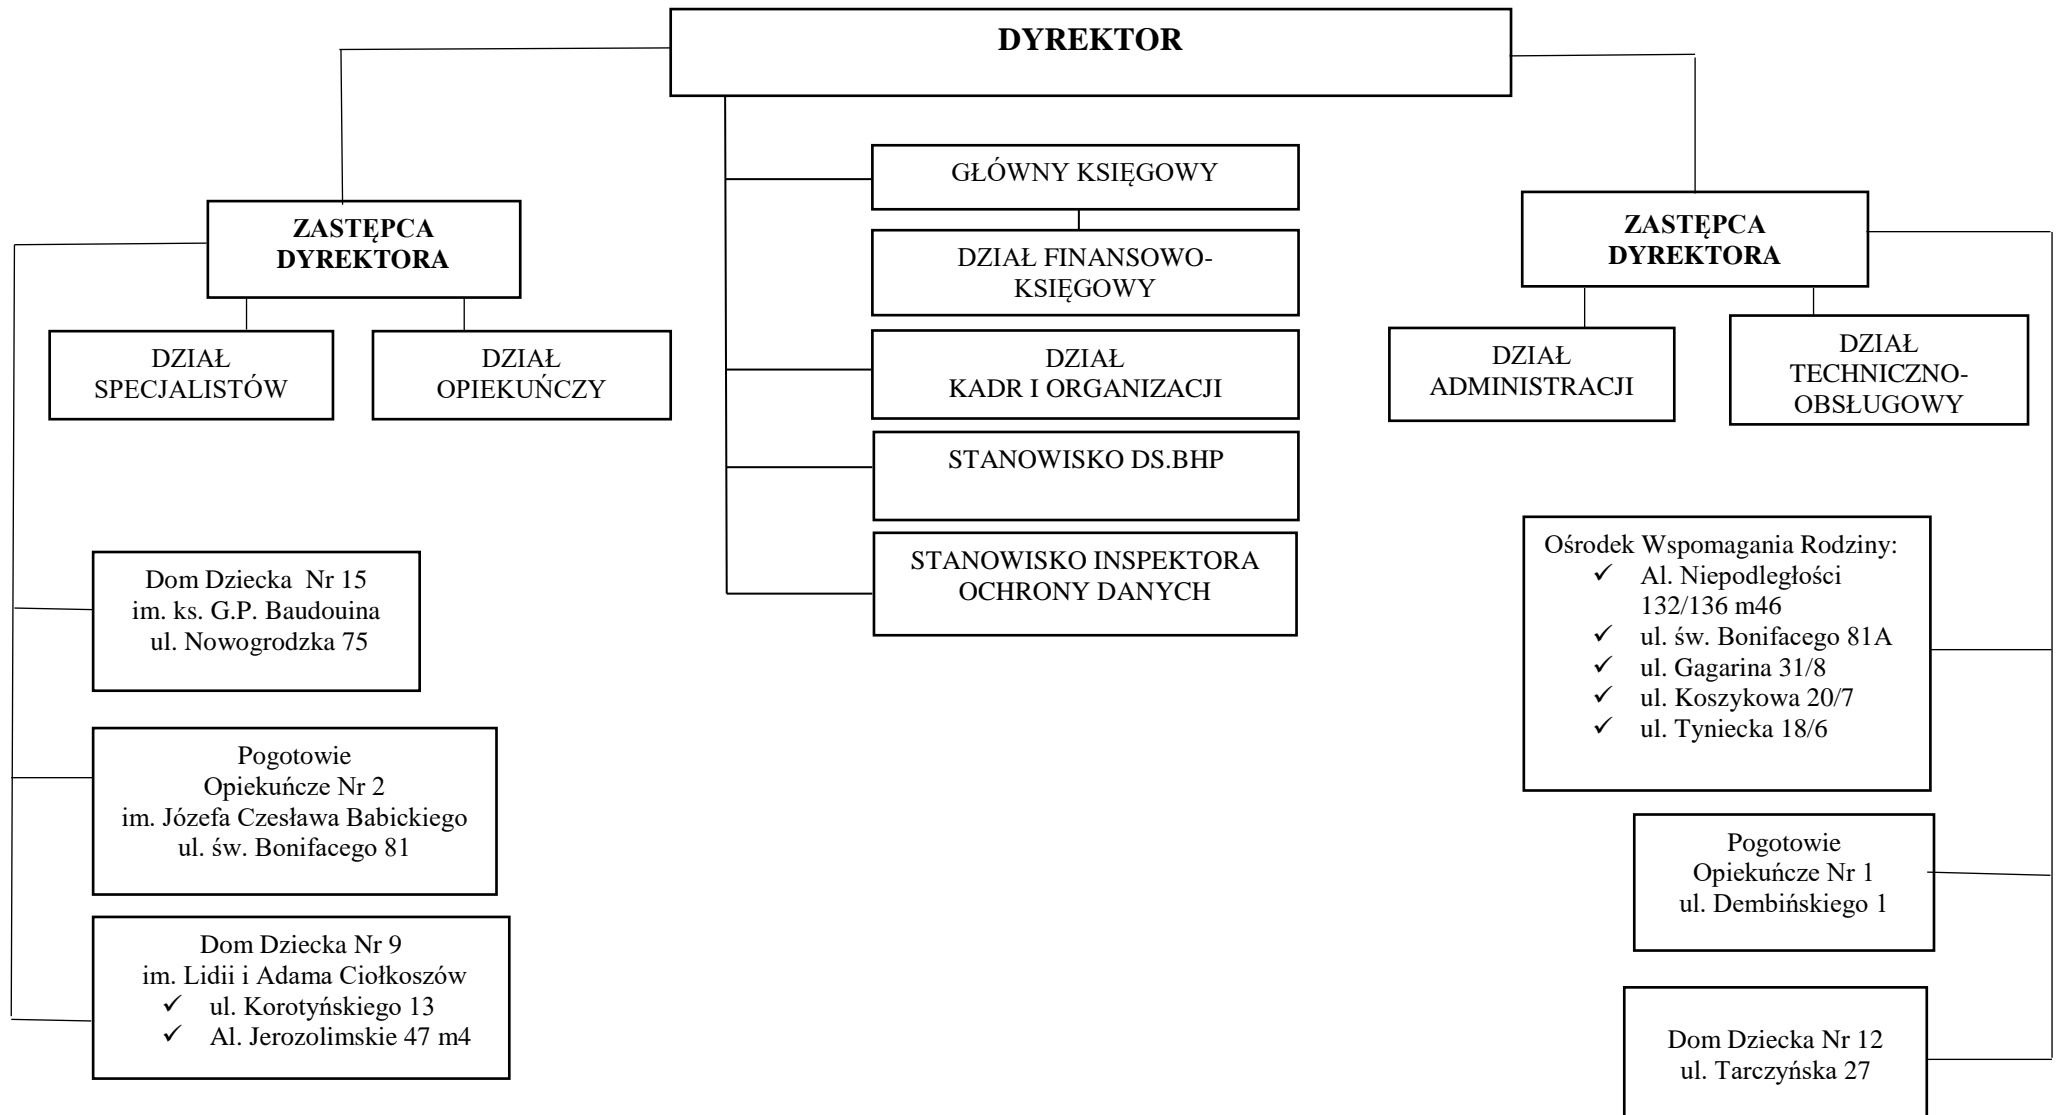 DYREKTOR
GŁÓWNY KSIĘGOWY
ZASTĘPCA
DYREKTORA
DZIAŁ FINANSOWO-
KSIĘGOWY
ZASTĘPCA
DYREKTORA
DZIAŁ
SPECJALISTÓW
DZIAŁ
OPIEKUŃCZY
DZIAŁ
KADR I ORGANIZACJI
DZIAŁ
ADMINISTRACJI
DZIAŁ
TECHNICZNO-
OBSŁUGOWY
STANOWISKO DS.BHP
STANOWISKO INSPEKTORA
OCHRONY DANYCH
Dom Dziecka Nr 15
im. ks. G.P. Baudouina
ul. Nowogrodzka 75
Pogotowie
Opiekuńcze Nr 2
im. Józefa Czesława Babickiego
ul. św. Bonifacego 81
Dom Dziecka Nr 9
im. Lidii i Adama Ciołkoszów
✓ ul. Korotyńskiego 13
✓ Al. Jerozolimskie 47 m4
Ośrodek Wspomagania Rodziny:
✓ Al. Niepodległości
132/136 m46
✓ ul. św. Bonifacego 81A
✓ ul. Gagarina 31/8
✓ ul. Koszykowa 20/7
✓ ul. Tyniecka 18/6
Pogotowie
Opiekuńcze Nr 1
ul. Dembińskiego 1
Dom Dziecka Nr 12
ul. Tarczyńska 27